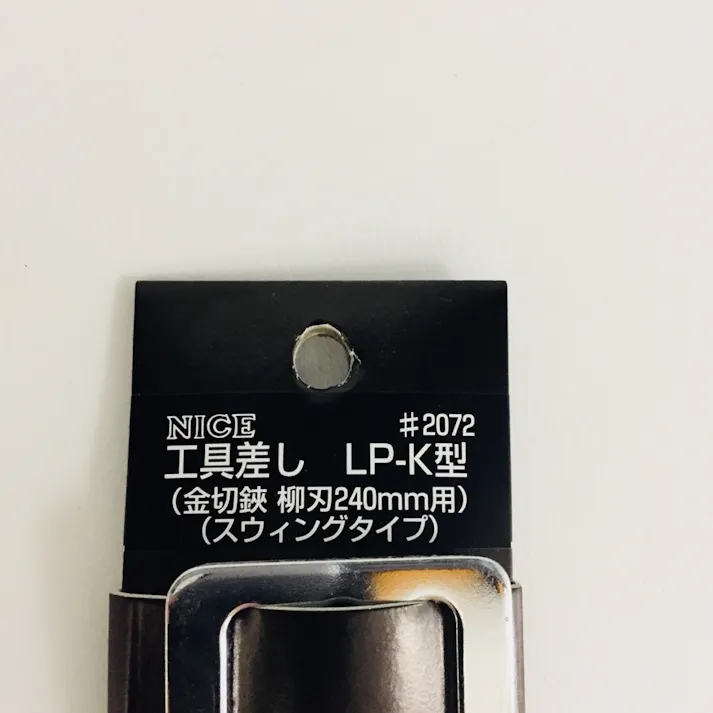 NICE ♯2072
工具差し LP-K型
(金切鋏 柳刃240mm用)
(スウィングタイプ)